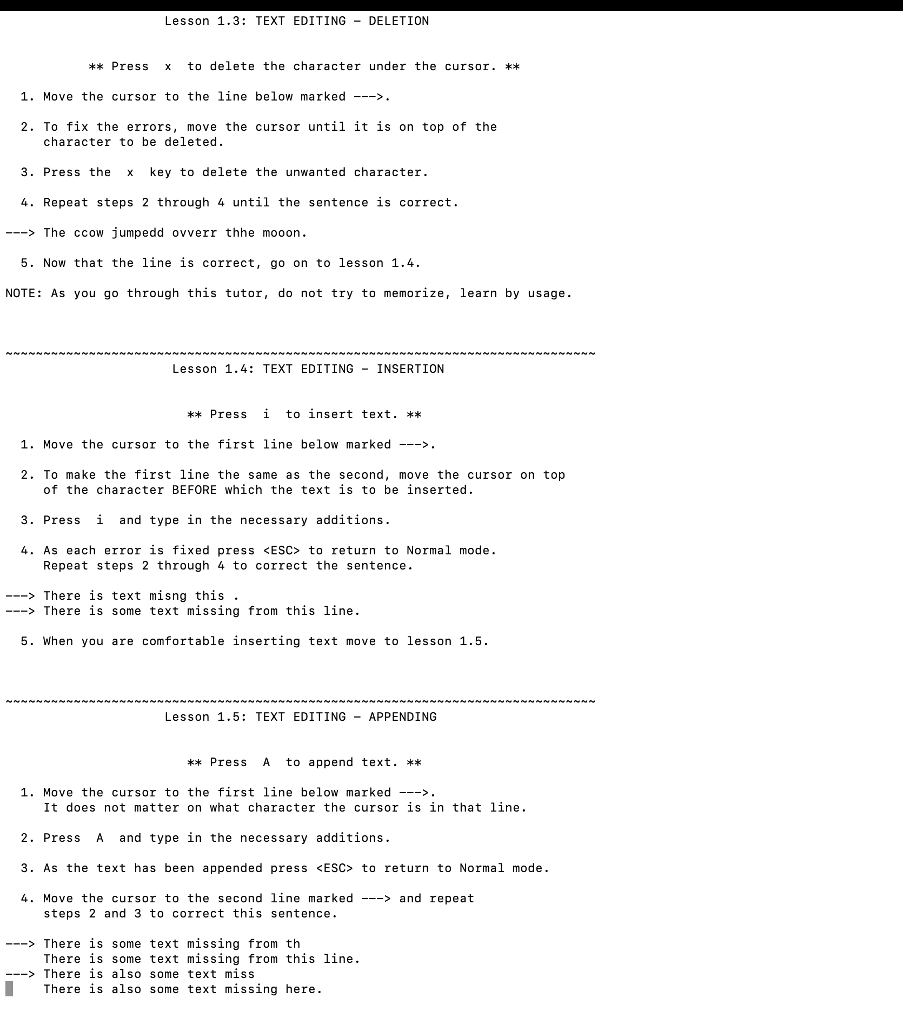 Lesson 1.3: TEXT EDITING - DELETION
** Press  x  to delete the character under the cursor. **
1. Move the cursor to the line below marked --->.
2. To fix the errors, move the cursor until it is on top of the
character to be deleted.
3. Press the  x  key to delete the unwanted character.
4. Repeat steps 2 through 4 until the sentence is correct.
---> The ccow jumpedd ovverr thhe mooon.
5. Now that the line is correct, go on to lesson 1.4.
NOTE: As you go through this tutor, do not try to memorize, learn by usage.
~~~~~~~~~~~~~~~~~~~~~~~~~~~~~~~~~~~~~~~~~~~~~~~~~~~~~~~~~~~~~~~~~~~~~~~~~~~~~~
Lesson 1.4: TEXT EDITING - INSERTION
** Press  i  to insert text. **
1. Move the cursor to the first line below marked --->.
2. To make the first line the same as the second, move the cursor on top
of the character BEFORE which the text is to be inserted.
3. Press  i  and type in the necessary additions.
4. As each error is fixed press <ESC> to return to Normal mode.
Repeat steps 2 through 4 to correct the sentence.
---> There is text misng this .
---> There is some text missing from this line.
5. When you are comfortable inserting text move to lesson 1.5.
~~~~~~~~~~~~~~~~~~~~~~~~~~~~~~~~~~~~~~~~~~~~~~~~~~~~~~~~~~~~~~~~~~~~~~~~~~~~~~
Lesson 1.5: TEXT EDITING - APPENDING
** Press  A  to append text. **
1. Move the cursor to the first line below marked --->.
It does not matter on what character the cursor is in that line.
2. Press  A  and type in the necessary additions.
3. As the text has been appended press <ESC> to return to Normal mode.
4. Move the cursor to the second line marked ---> and repeat
steps 2 and 3 to correct this sentence.
---> There is some text missing from th
There is some text missing from this line.
---> There is also some text miss
There is also some text missing here.